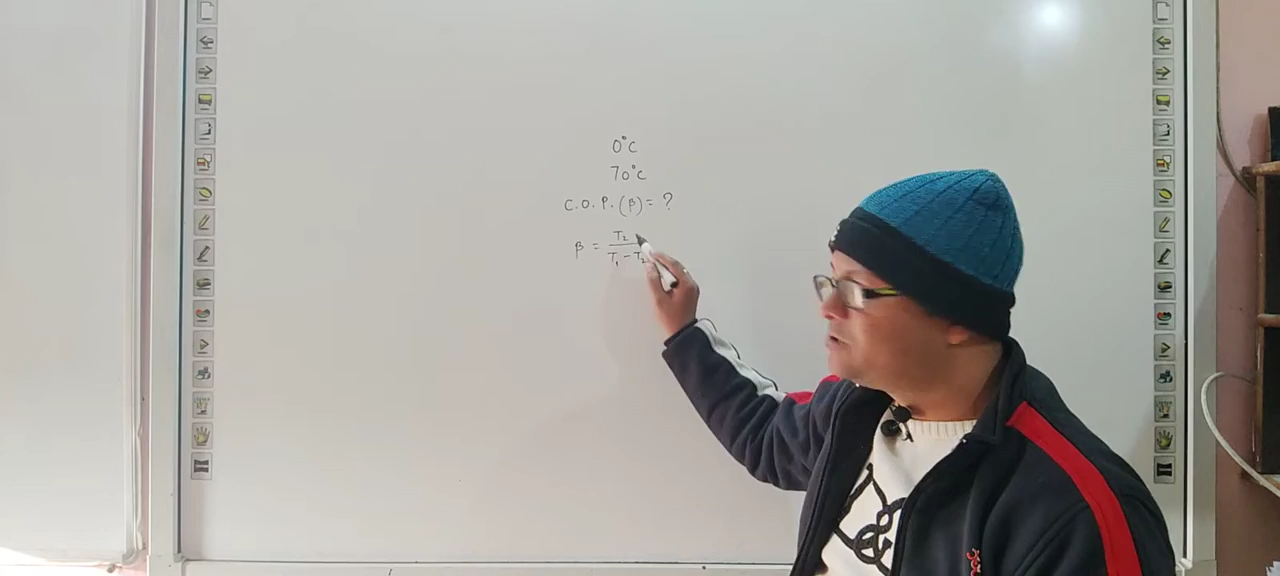 0°C
70°C
C.O.P. (β) = ?
β = T₂ / T₁ − T₂